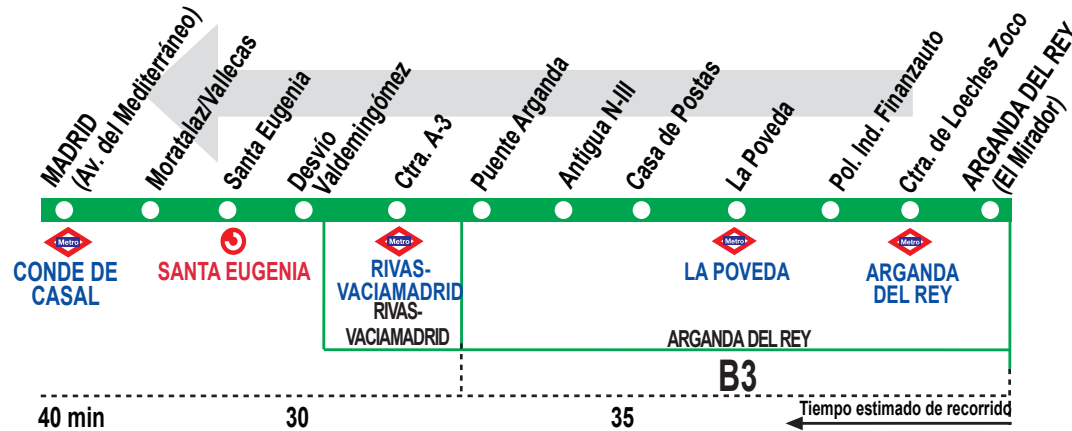 MADRID
(Av. del Mediterráneo)
Moratalaz/Vallecas
Santa Eugenia
Desvío
Valdemingómez
Ctra. A-3
Puente Arganda
Antigua N-III
Casa de Postas
La Poveda
Pol. Ind. Finanzauto
Ctra. de Loeches Zoco
ARGANDA DEL REY
(El Mirador)
Metro
Metro
Metro
Metro
CONDE DE
CASAL
SANTA EUGENIA
RIVAS-
VACIAMADRID
LA POVEDA
ARGANDA
DEL REY
RIVAS-
VACIAMADRID
ARGANDA DEL REY
B3
40 min
30
35
Tiempo estimado de recorrido